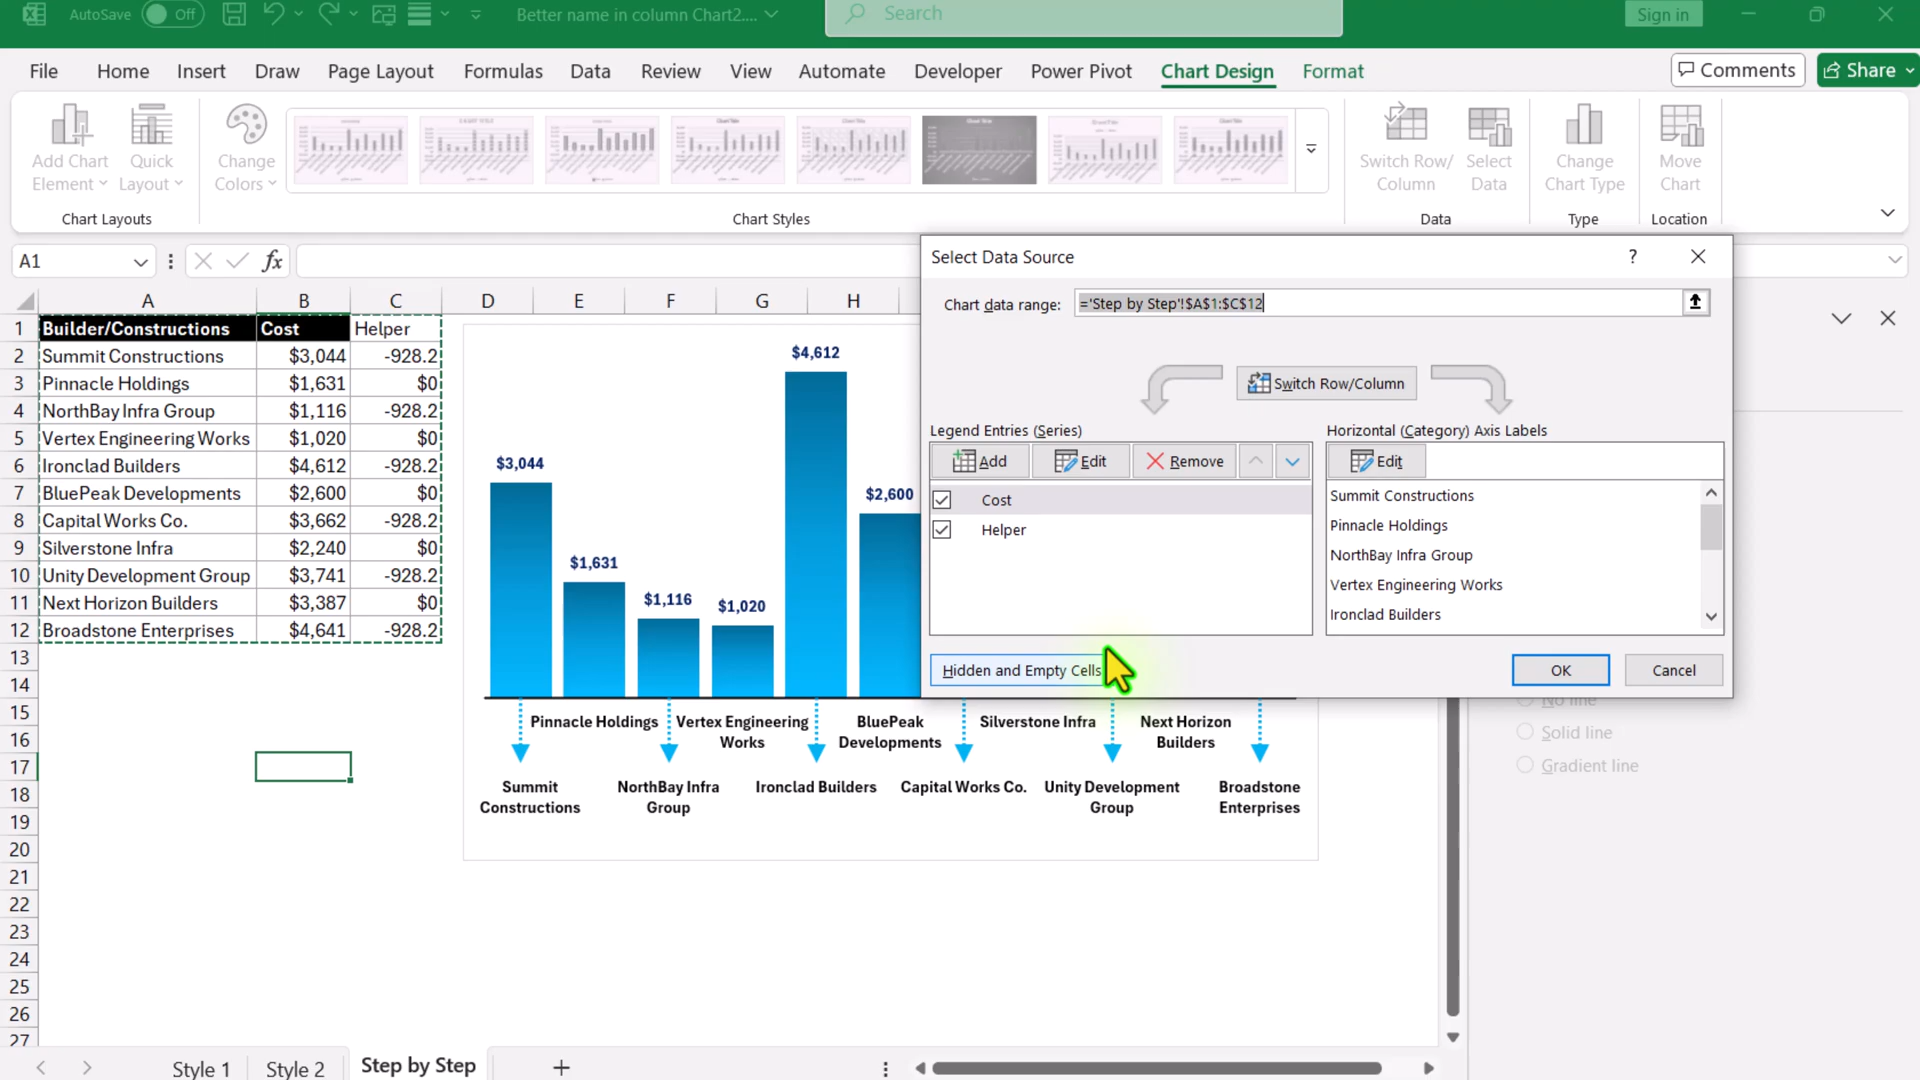 AutoSave Off Better name in column Chart2.... Search Sign in
File Home Insert Draw Page Layout Formulas Data Review View Automate Developer Power Pivot Chart Design Format Comments Share
Add Chart Element
Quick Layout
Change Colors
Switch Row/ Column
Select Data
Change Chart Type
Move Chart
Chart Layouts Chart Styles Data Type Location
A1 fx
Select Data Source ?
Chart data range: ='Step by Step'!$A$1:$C$12
Switch Row/Column
Legend Entries (Series) Horizontal (Category) Axis Labels
Add Edit Remove Edit
Cost
Helper
Summit Constructions
Pinnacle Holdings
NorthBay Infra Group
Vertex Engineering Works
Ironclad Builders
Hidden and Empty Cells OK Cancel
A B C D E F G H
1 Builder/Constructions Cost Helper
2 Summit Constructions $3,044 -928.2
3 Pinnacle Holdings $1,631 $0
4 NorthBay Infra Group $1,116 -928.2
5 Vertex Engineering Works $1,020 $0
6 Ironclad Builders $4,612 -928.2
7 BluePeak Developments $2,600 $0
8 Capital Works Co. $3,662 -928.2
9 Silverstone Infra $2,240 $0
10 Unity Development Group $3,741 -928.2
11 Next Horizon Builders $3,387 $0
12 Broadstone Enterprises $4,641 -928.2
13
14
15
16
17
18
19
20
21
22
23
24
25
26
27
$3,044
$1,631
$1,116
$1,020
$4,612
$2,600
Pinnacle Holdings
Vertex Engineering
Works
BluePeak
Developments
Silverstone Infra
Next Horizon
Builders
Summit
Constructions
NorthBay Infra
Group
Ironclad Builders
Capital Works Co.
Unity Development
Group
Broadstone
Enterprises
No line
Solid line
Gradient line
Style 1 Style 2 Step by Step